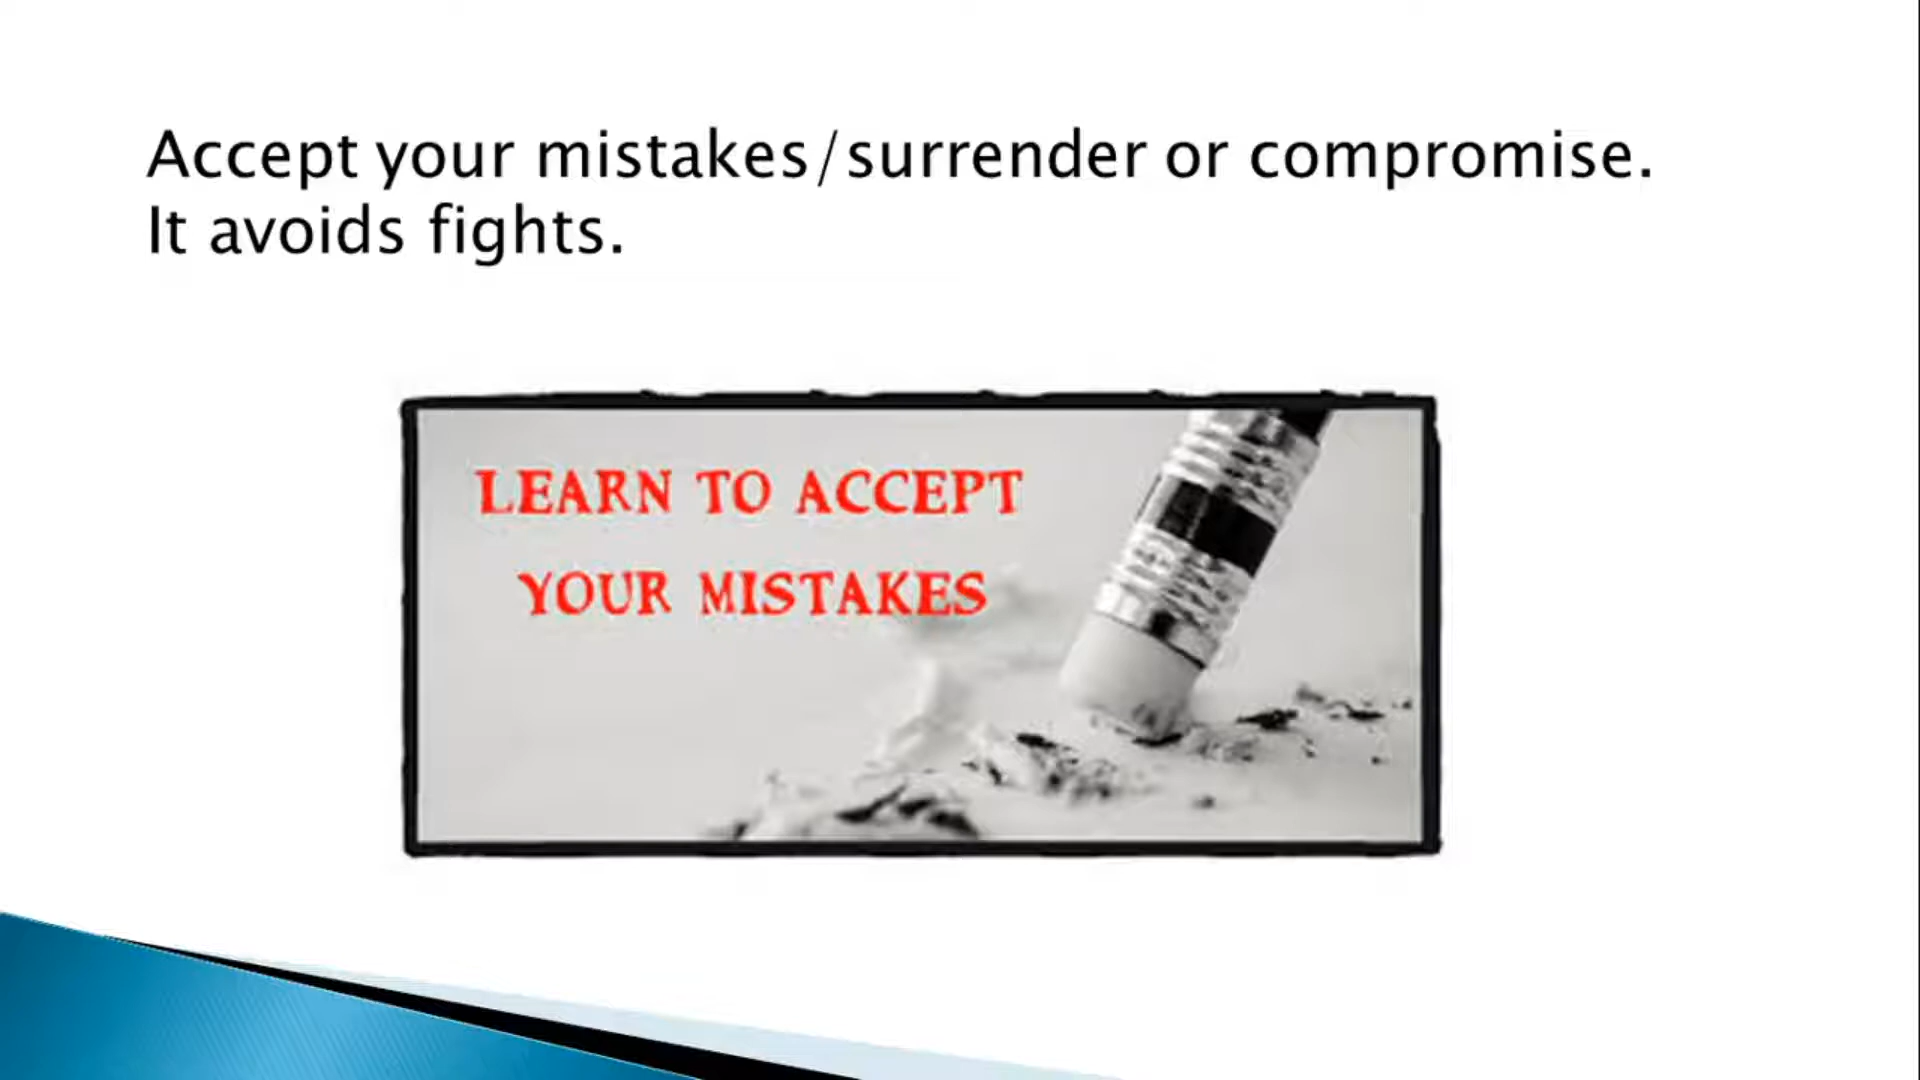 Accept your mistakes/surrender or compromise.
It avoids fights.
LEARN TO ACCEPT
YOUR MISTAKES